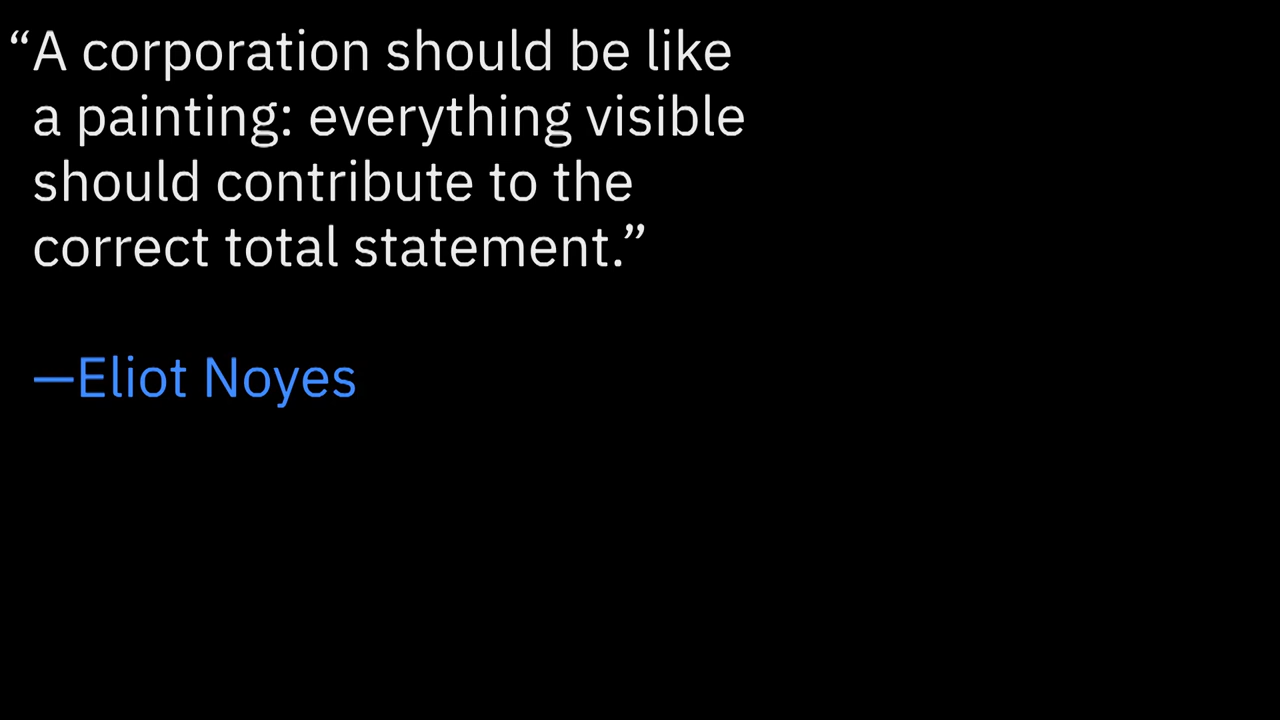 “A corporation should be like
a painting: everything visible
should contribute to the
correct total statement.”
—Eliot Noyes